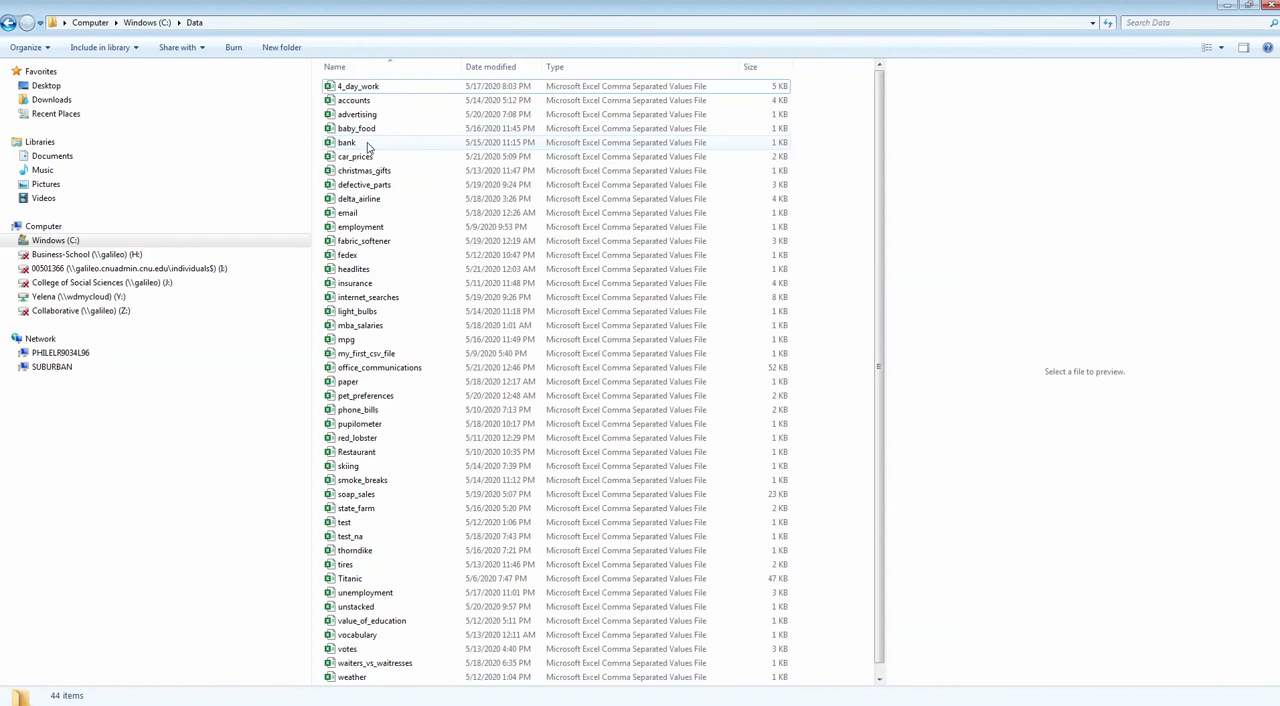 Computer Windows (C:) Data Search Data
Organize Include in library Share with Burn New folder
Favorites
Desktop
Downloads
Recent Places
Libraries
Documents
Music
Pictures
Videos
Computer
Windows (C:)
Business-School (\\galileo) (H:)
00501366 (\\galileo.cnuadmin.cnu.edu\individuals$) (I:)
College of Social Sciences (\\galileo) (J:)
Yelena (\\wdmycloud) (Y:)
Collaborative (\\galileo) (Z:)
Network
PHILELR9034L96
SUBURBAN
Name Date modified Type Size
4_day_work 5/17/2020 8:03 PM Microsoft Excel Comma Separated Values File 5 KB
accounts 5/14/2020 5:12 PM Microsoft Excel Comma Separated Values File 4 KB
advertising 5/20/2020 7:08 PM Microsoft Excel Comma Separated Values File 1 KB
baby_food 5/16/2020 11:45 PM Microsoft Excel Comma Separated Values File 1 KB
bank 5/15/2020 11:15 PM Microsoft Excel Comma Separated Values File 1 KB
car_prices 5/21/2020 5:09 PM Microsoft Excel Comma Separated Values File 2 KB
christmas_gifts 5/13/2020 11:47 PM Microsoft Excel Comma Separated Values File 1 KB
defective_parts 5/19/2020 9:24 PM Microsoft Excel Comma Separated Values File 3 KB
delta_airline 5/18/2020 3:26 PM Microsoft Excel Comma Separated Values File 4 KB
email 5/18/2020 12:26 AM Microsoft Excel Comma Separated Values File 1 KB
employment 5/9/2020 9:53 PM Microsoft Excel Comma Separated Values File 1 KB
fabric_softener 5/19/2020 12:19 AM Microsoft Excel Comma Separated Values File 3 KB
fedex 5/12/2020 10:47 PM Microsoft Excel Comma Separated Values File 1 KB
headlites 5/21/2020 12:03 AM Microsoft Excel Comma Separated Values File 1 KB
insurance 5/11/2020 11:48 PM Microsoft Excel Comma Separated Values File 4 KB
internet_searches 5/19/2020 9:26 PM Microsoft Excel Comma Separated Values File 8 KB
light_bulbs 5/14/2020 11:18 PM Microsoft Excel Comma Separated Values File 1 KB
mba_salaries 5/18/2020 1:01 AM Microsoft Excel Comma Separated Values File 1 KB
mpg 5/16/2020 11:49 PM Microsoft Excel Comma Separated Values File 1 KB
my_first_csv_file 5/9/2020 5:40 PM Microsoft Excel Comma Separated Values File 1 KB
office_communications 5/21/2020 12:46 PM Microsoft Excel Comma Separated Values File 52 KB
paper 5/18/2020 12:17 AM Microsoft Excel Comma Separated Values File 1 KB
pet_preferences 5/20/2020 12:48 AM Microsoft Excel Comma Separated Values File 1 KB
phone_bills 5/10/2020 7:13 PM Microsoft Excel Comma Separated Values File 2 KB
pupilometer 5/18/2020 10:17 PM Microsoft Excel Comma Separated Values File 1 KB
red_lobster 5/11/2020 12:29 PM Microsoft Excel Comma Separated Values File 1 KB
Restaurant 5/10/2020 10:35 PM Microsoft Excel Comma Separated Values File 1 KB
skiing 5/14/2020 7:39 PM Microsoft Excel Comma Separated Values File 1 KB
smoke_breaks 5/14/2020 11:12 PM Microsoft Excel Comma Separated Values File 1 KB
soap_sales 5/19/2020 5:07 PM Microsoft Excel Comma Separated Values File 23 KB
state_farm 5/16/2020 5:20 PM Microsoft Excel Comma Separated Values File 2 KB
test 5/12/2020 1:06 PM Microsoft Excel Comma Separated Values File 1 KB
test_na 5/18/2020 7:43 PM Microsoft Excel Comma Separated Values File 1 KB
thorndike 5/16/2020 7:21 PM Microsoft Excel Comma Separated Values File 1 KB
tires 5/13/2020 11:46 PM Microsoft Excel Comma Separated Values File 2 KB
Titanic 5/6/2020 7:47 PM Microsoft Excel Comma Separated Values File 47 KB
unemployment 5/17/2020 11:01 PM Microsoft Excel Comma Separated Values File 3 KB
unstacked 5/20/2020 9:57 PM Microsoft Excel Comma Separated Values File 1 KB
value_of_education 5/12/2020 5:11 PM Microsoft Excel Comma Separated Values File 1 KB
vocabulary 5/13/2020 12:11 AM Microsoft Excel Comma Separated Values File 1 KB
votes 5/13/2020 4:40 PM Microsoft Excel Comma Separated Values File 3 KB
waiters_vs_waitresses 5/18/2020 6:35 PM Microsoft Excel Comma Separated Values File 1 KB
weather 5/12/2020 1:04 PM Microsoft Excel Comma Separated Values File 1 KB
Select a file to preview.
44 items